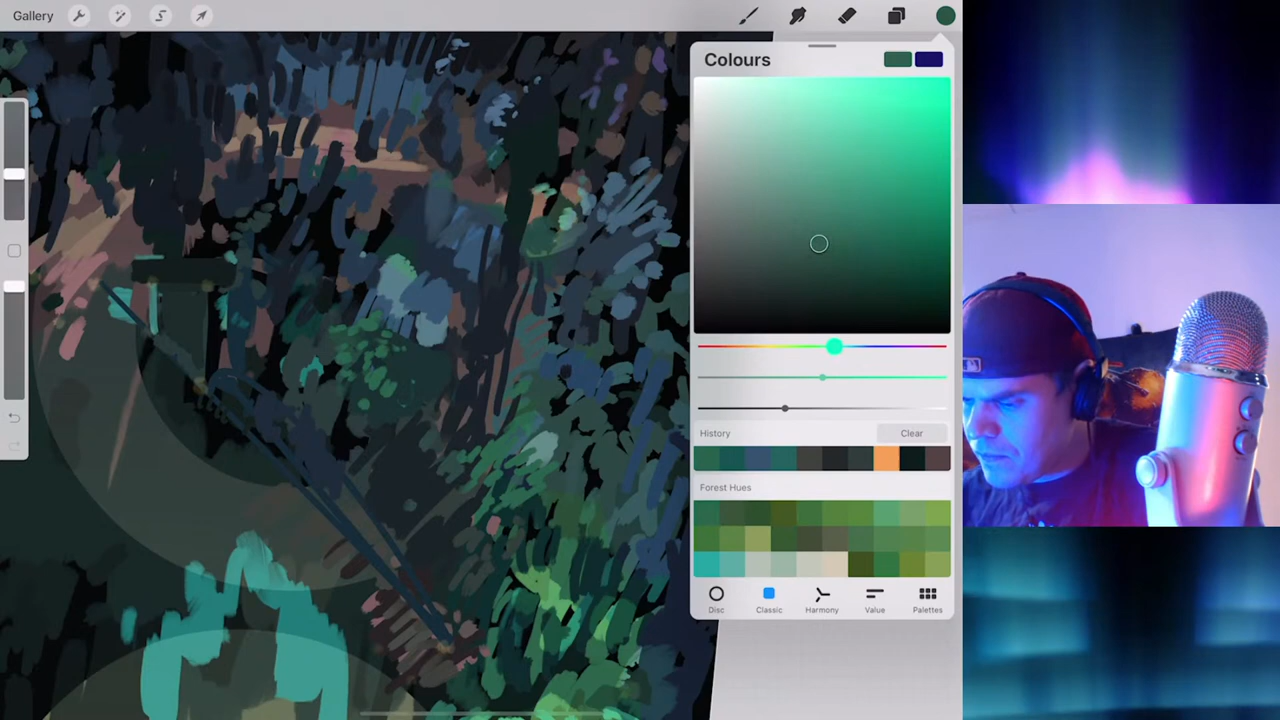 Gallery
Colours
History
Clear
Forest Hues
Disc
Classic
Harmony
Value
Palettes